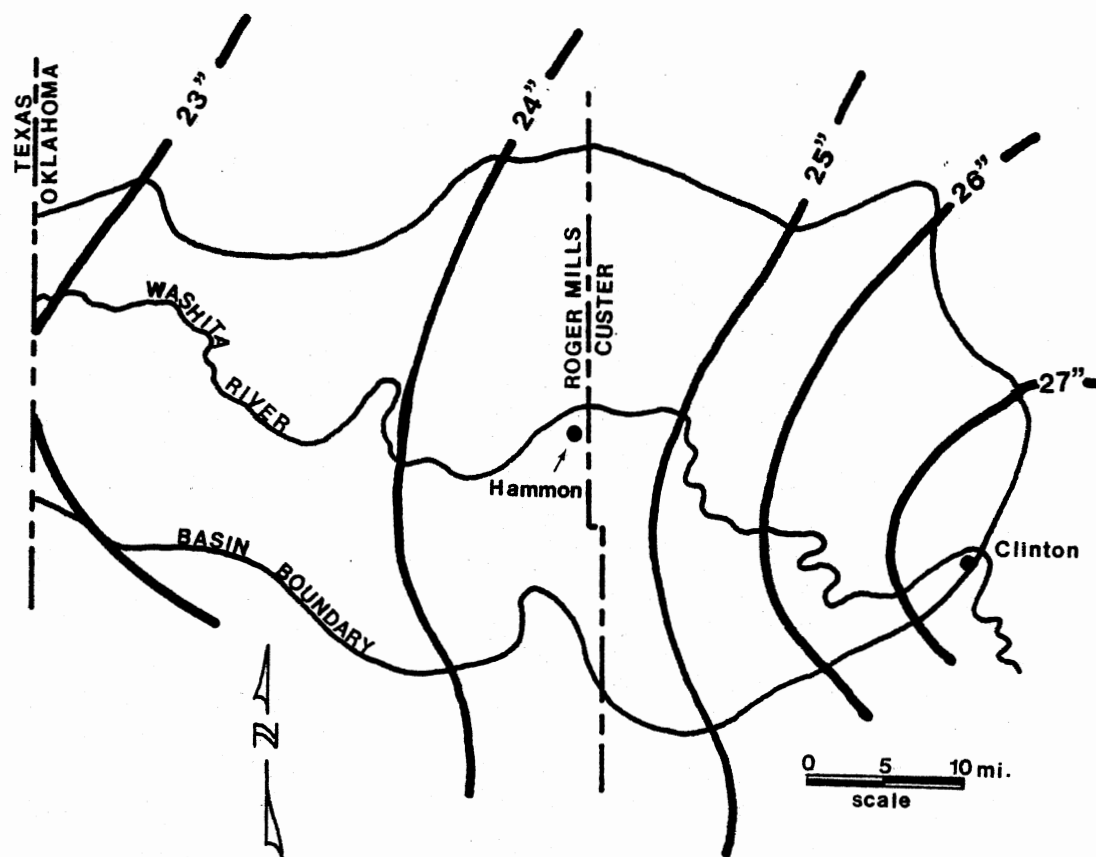 TEXAS
OKLAHOMA
23”
24”
25”
26”
27”
WASHITA
RIVER
ROGER MILLS
CUSTER
Hammon
BASIN
BOUNDARY
Clinton
N
0 5 10 mi.
scale